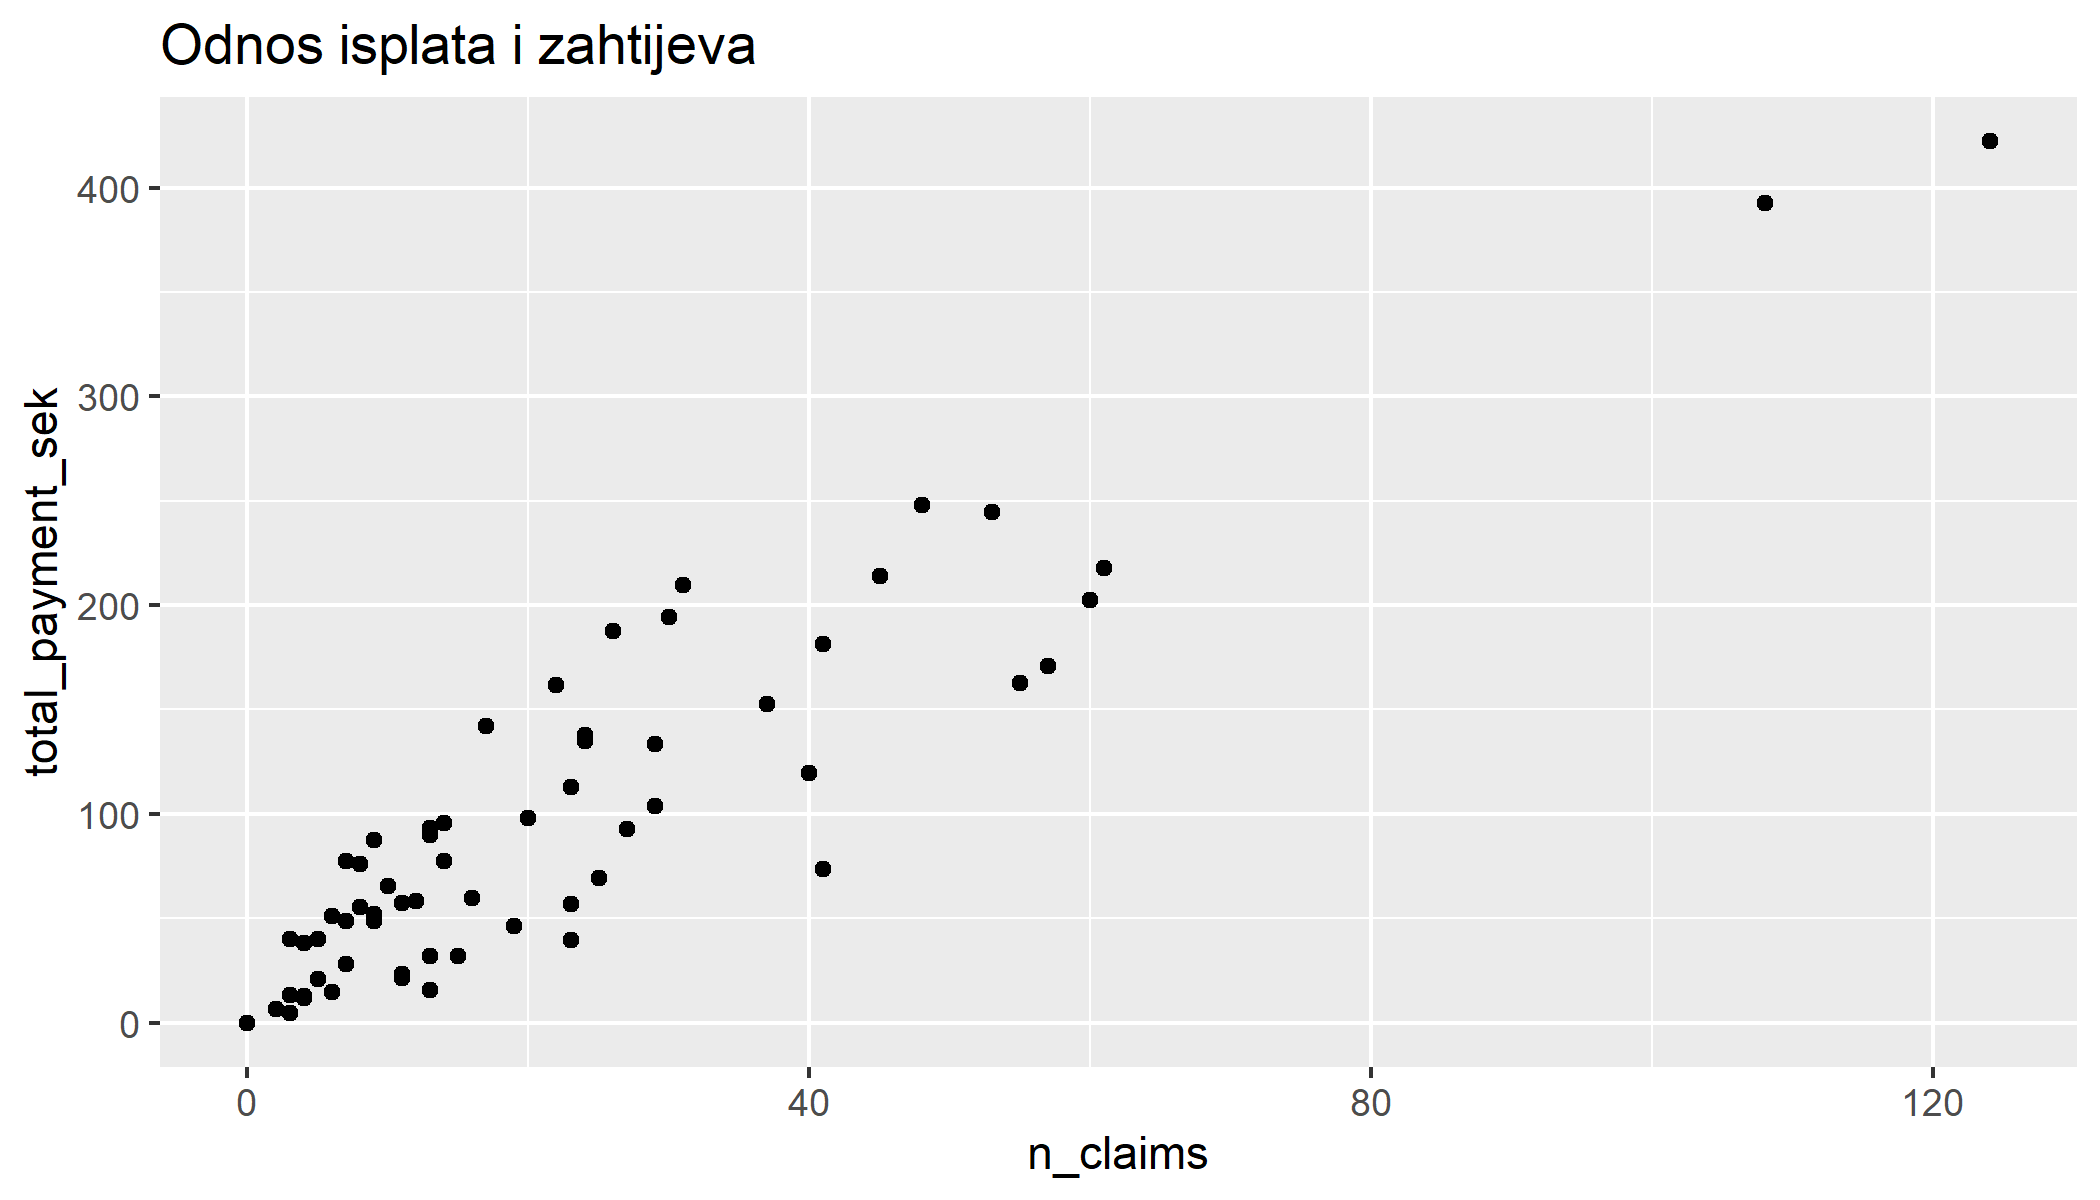 Odnos isplata i zahtijeva
total_payment_sek
400
300
200
100
0
0 40 80 120
n_claims